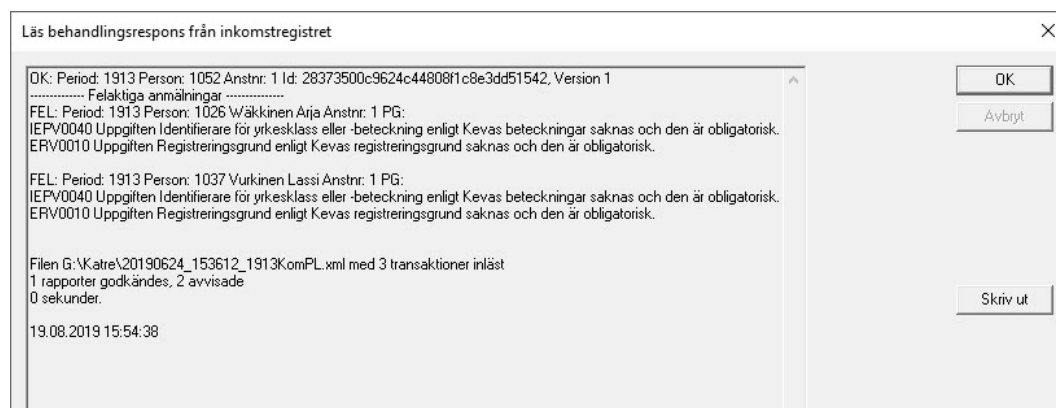 Läs behandlingsrespons från inkomstregistret
OK: Period: 1913 Person: 1052 Anstnr: 1 Id: 28373500c9624c44808f1c8e3dd51542, Version 1
------------- Felaktiga anmälningar --------------
FEL: Period: 1913 Person: 1026 Wäkkinen Arja Anstnr: 1 PG:
IEPV0040 Uppgiften Identifierare för yrkesklass eller -beteckning enligt Kevas beteckningar saknas och den är obligatorisk.
ERV0010 Uppgiften Registreringsgrund enligt Kevas registreringsgrund saknas och den är obligatorisk.
FEL: Period: 1913 Person: 1037 Vurkinen Lassi Anstnr: 1 PG:
IEPV0040 Uppgiften Identifierare för yrkesklass eller -beteckning enligt Kevas beteckningar saknas och den är obligatorisk.
ERV0010 Uppgiften Registreringsgrund enligt Kevas registreringsgrund saknas och den är obligatorisk.
Filen G:\Katre\20190624_153612_1913KomPL.xml med 3 transaktioner inläst
1 rapporter godkändes, 2 avvisade
0 sekunder.
19.08.2019 15:54:38
OK
Avbryt
Skriv ut